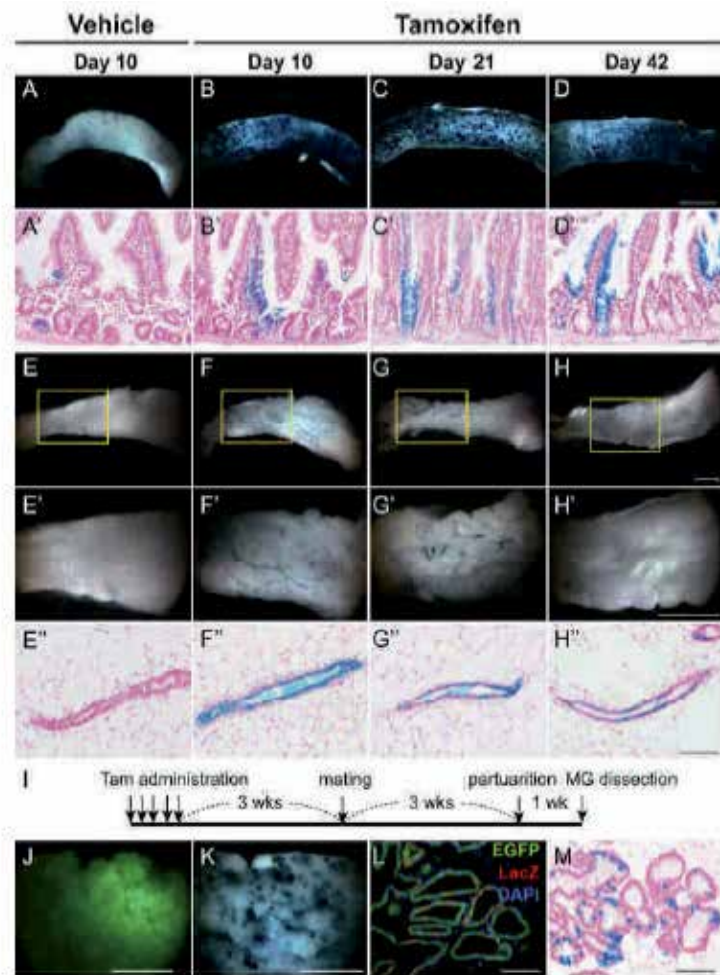 Vehicle Tamoxifen
Day 10 Day 10 Day 21 Day 42
A B C D
A' B' C' D'
E F G H
E' F' G' H'
E" F" G" H"
I Tam administration mating partuarition MG dissection
3 wks 3 wks 1 wk
J K L EGFP M
LacZ
DAPi